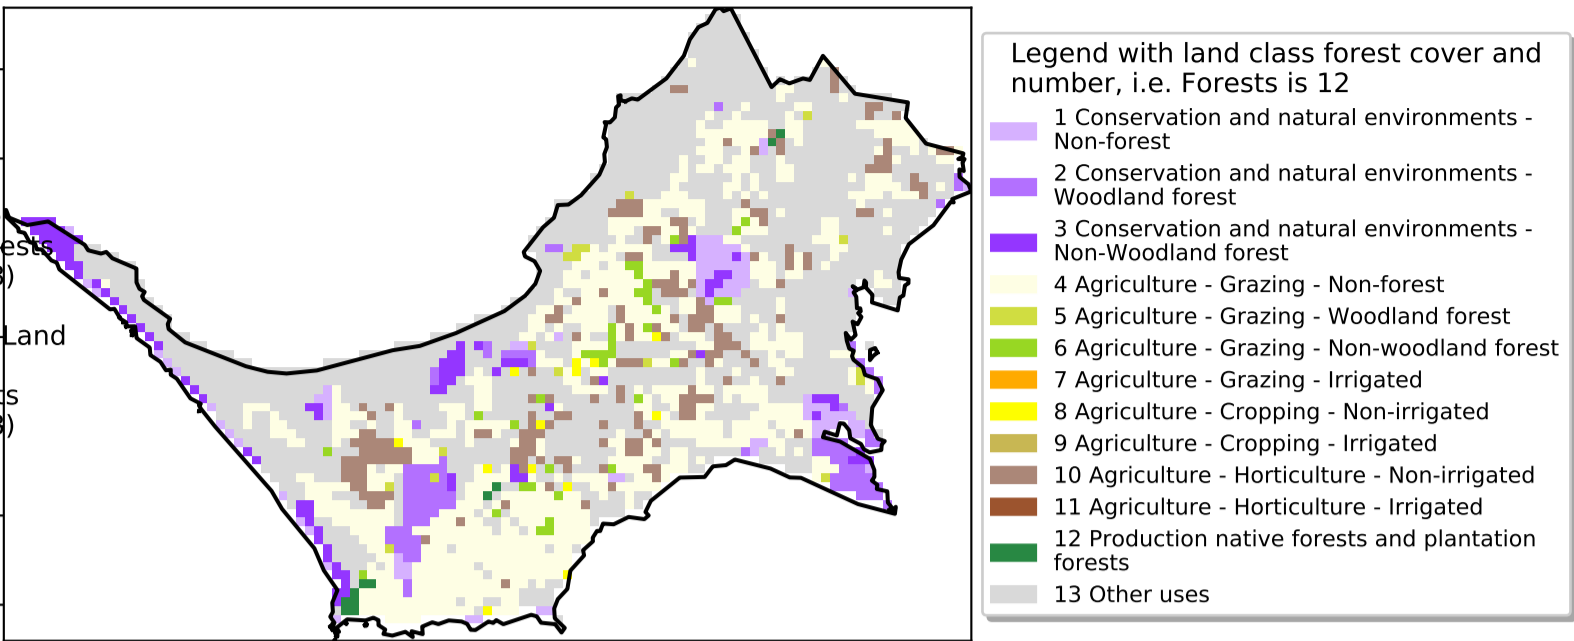 Legend with land class forest cover and
number, i.e. Forests is 12
1 Conservation and natural environments -
Non-forest
2 Conservation and natural environments -
Woodland forest
3 Conservation and natural environments -
Non-Woodland forest
4 Agriculture - Grazing - Non-forest
5 Agriculture - Grazing - Woodland forest
6 Agriculture - Grazing - Non-woodland forest
7 Agriculture - Grazing - Irrigated
8 Agriculture - Cropping - Non-irrigated
9 Agriculture - Cropping - Irrigated
10 Agriculture - Horticulture - Non-irrigated
11 Agriculture - Horticulture - Irrigated
12 Production native forests and plantation
forests
13 Other uses
ests
Land